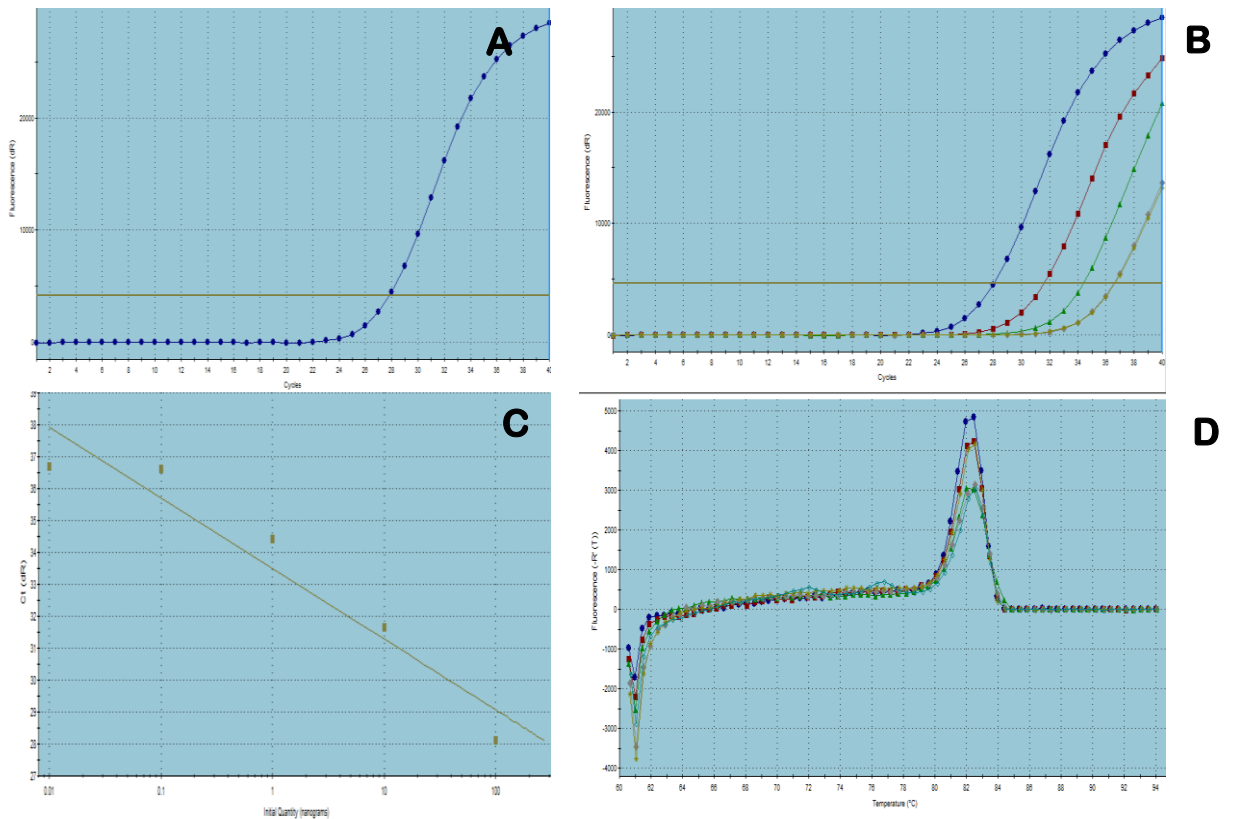 A
Fluorescence (dR)
20000
10000
0
2 4 6 8 10 12 14 16 18 20 22 24 26 28 30 32 34 36 38 40
Cycles
B
Fluorescence (dR)
20000
10000
0
2 4 6 8 10 12 14 16 18 20 22 24 26 28 30 32 34 36 38 40
Cycles
C
Ct (dR)
39
38
37
36
35
34
33
32
31
30
29
28
27
0.01 0.1 1 10 100
Initial Quantity (nanograms)
D
Fluorescence (-R' (T))
5000
4000
3000
2000
1000
0
-1000
-2000
-3000
-4000
60 62 64 66 68 70 72 74 76 78 80 82 84 86 88 90 92 94
Temperature (°C)